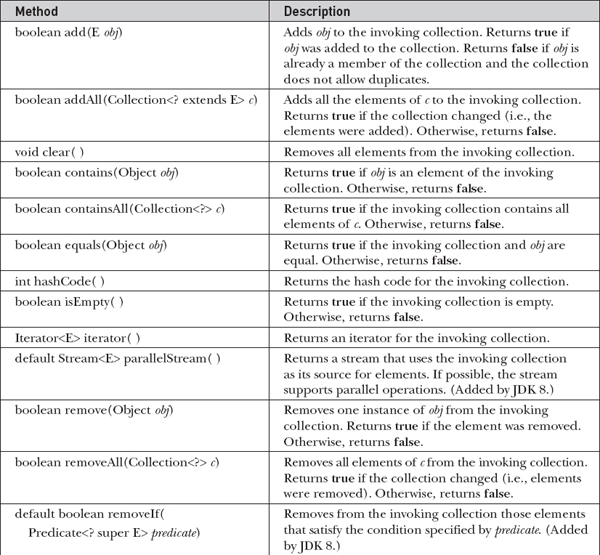 Method Description
boolean add(E obj) Adds obj to the invoking collection. Returns true if
obj was added to the collection. Returns false if obj is
already a member of the collection and the collection
does not allow duplicates.
boolean addAll(Collection<? extends E> c) Adds all the elements of c to the invoking collection.
Returns true if the collection changed (i.e., the
elements were added). Otherwise, returns false.
void clear( ) Removes all elements from the invoking collection.
boolean contains(Object obj) Returns true if obj is an element of the invoking
collection. Otherwise, returns false.
boolean containsAll(Collection<?> c) Returns true if the invoking collection contains all
elements of c. Otherwise, returns false.
boolean equals(Object obj) Returns true if the invoking collection and obj are
equal. Otherwise, returns false.
int hashCode( ) Returns the hash code for the invoking collection.
boolean isEmpty( ) Returns true if the invoking collection is empty.
Otherwise, returns false.
Iterator<E> iterator( ) Returns an iterator for the invoking collection.
default Stream<E> parallelStream( ) Returns a stream that uses the invoking collection
as its source for elements. If possible, the stream
supports parallel operations. (Added by JDK 8.)
boolean remove(Object obj) Removes one instance of obj from the invoking
collection. Returns true if the element was removed.
Otherwise, returns false.
boolean removeAll(Collection<?> c) Removes all elements of c from the invoking collection.
Returns true if the collection changed (i.e., elements
were removed). Otherwise, returns false.
default boolean removeIf( Removes from the invoking collection those elements
Predicate<? super E> predicate) that satisfy the condition specified by predicate. (Added
by JDK 8.)